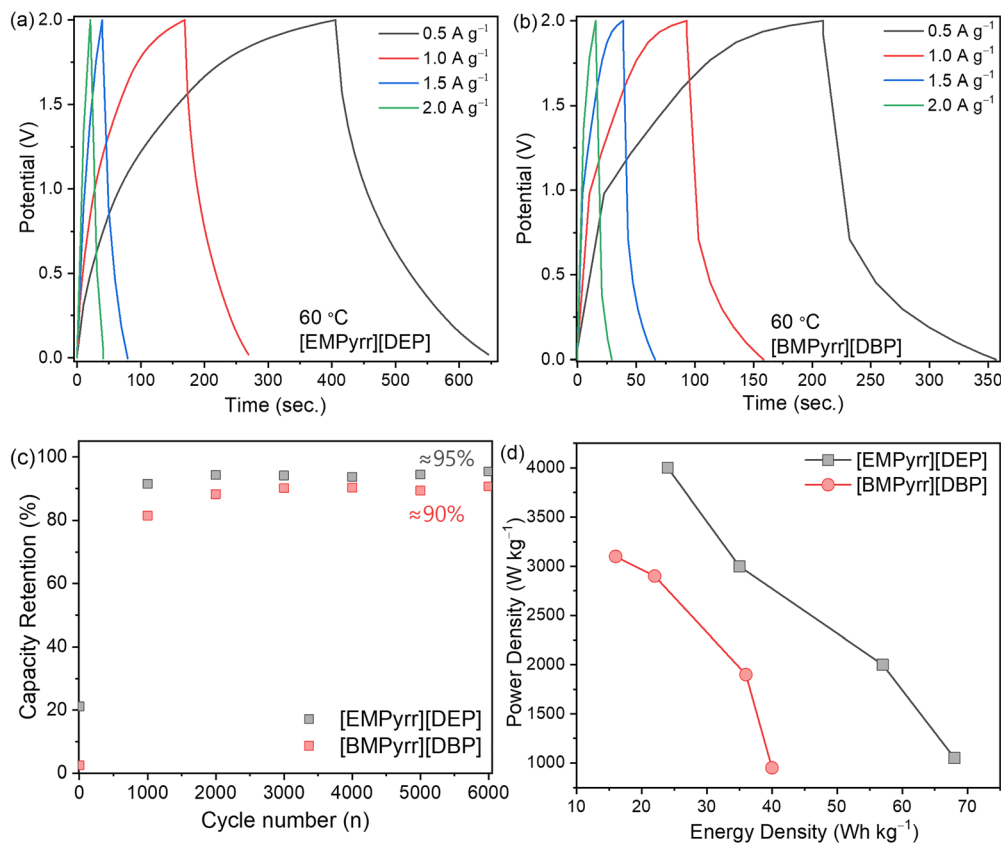 (a)
0.5 A g⁻¹
1.0 A g⁻¹
1.5 A g⁻¹
2.0 A g⁻¹
Potential (V)
2.0
1.5
1.0
0.5
0.0
60 °C
[EMPyrr][DEP]
0 100 200 300 400 500 600
Time (sec.)
(b)
0.5 A g⁻¹
1.0 A g⁻¹
1.5 A g⁻¹
2.0 A g⁻¹
Potential (V)
2.0
1.5
1.0
0.5
0.0
60 °C
[BMPyrr][DBP]
0 50 100 150 200 250 300 350
Time (sec.)
(c)
≈95%
≈90%
Capacity Retention (%)
100
80
60
40
20
0
[EMPyrr][DEP]
[BMPyrr][DBP]
0 1000 2000 3000 4000 5000 6000
Cycle number (n)
(d)
[EMPyrr][DEP]
[BMPyrr][DBP]
Power Density (W kg⁻¹)
4000
3500
3000
2500
2000
1500
1000
10 20 30 40 50 60 70
Energy Density (Wh kg⁻¹)